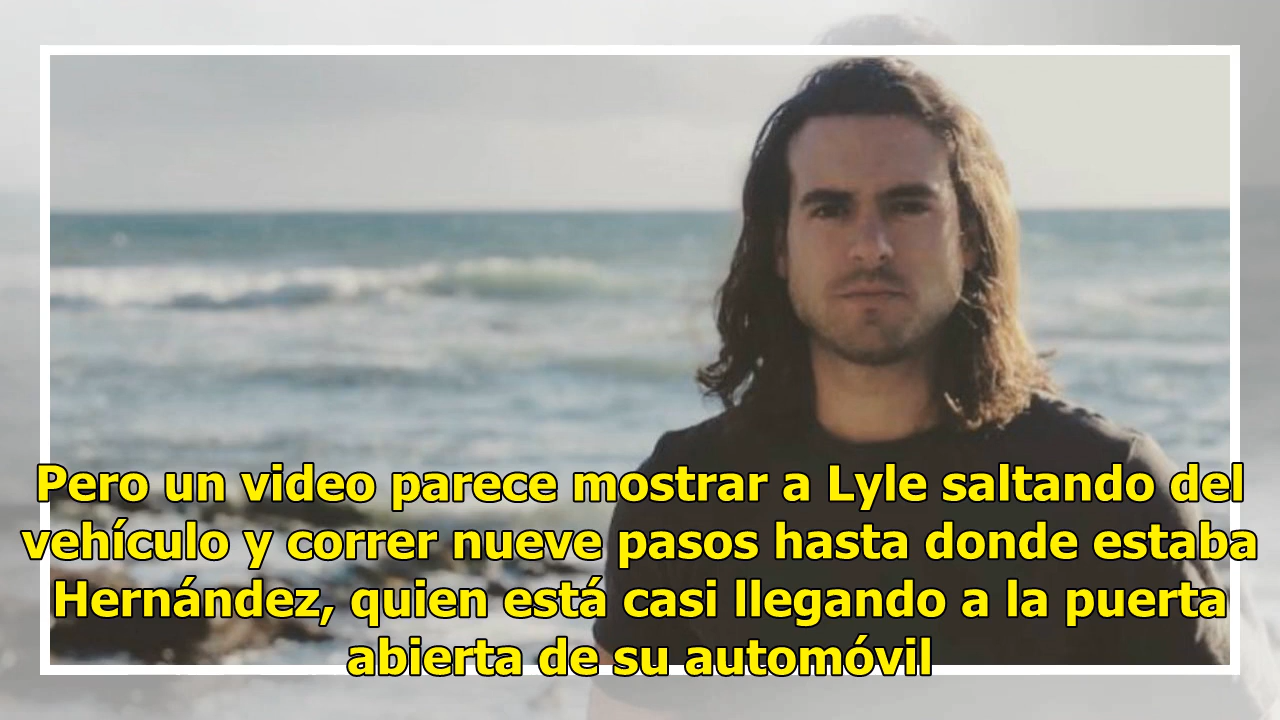 Pero un video parece mostrar a Lyle saltando del
vehículo y correr nueve pasos hasta donde estaba
Hernández, quien está casi llegando a la puerta
abierta de su automóvil